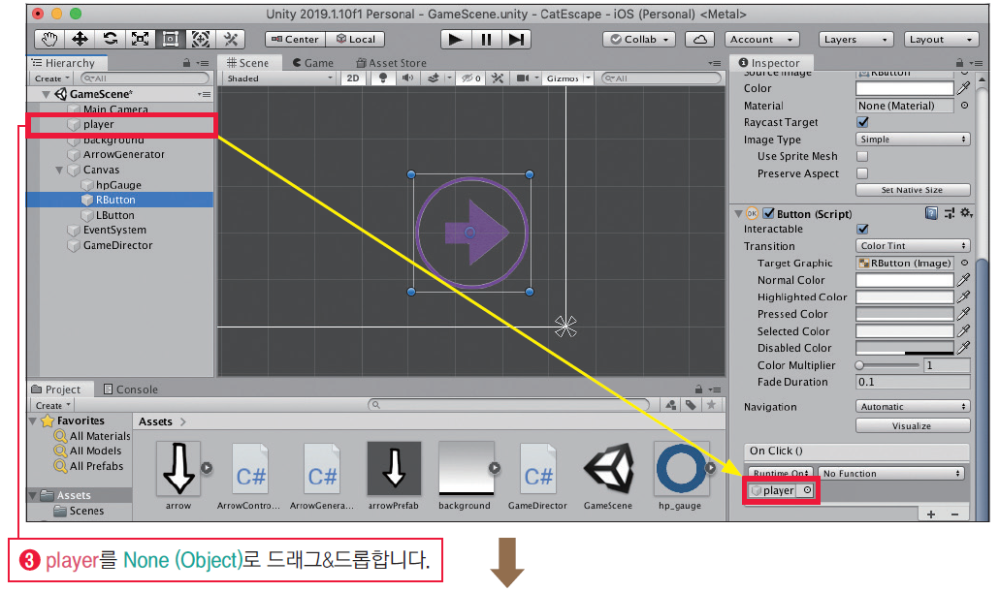 Unity 2019.1.10f1 Personal - GameScene.unity - CatEscape - iOS (Personal) <Metal>
Center Local Collab Account Layers Layout
Hierarchy
Create All
GameScene*
Main Camera
player
background
ArrowGenerator
Canvas
hpGauge
RButton
LButton
EventSystem
GameDirector
Scene Game Asset Store
Shaded 2D 0 Gizmos All
Inspector
Source Image RButton
Color
Material None (Material)
Raycast Target
Image Type Simple
Use Sprite Mesh
Preserve Aspect
Set Native Size
OK Button (Script)
Interactable
Transition Color Tint
Target Graphic RButton (Image)
Normal Color
Highlighted Color
Pressed Color
Selected Color
Disabled Color
Color Multiplier 1
Fade Duration 0.1
Navigation Automatic
Visualize
On Click ()
Runtime On No Function
player
+ −
Project Console
Create
Favorites
All Materials
All Models
All Prefabs
Assets
Scenes
Assets >
C# C# C#
arrow ArrowContro... ArrowGenera... arrowPrefab background GameDirector GameScene hp_gauge
3 player를 None (Object)로 드래그&드롭합니다.